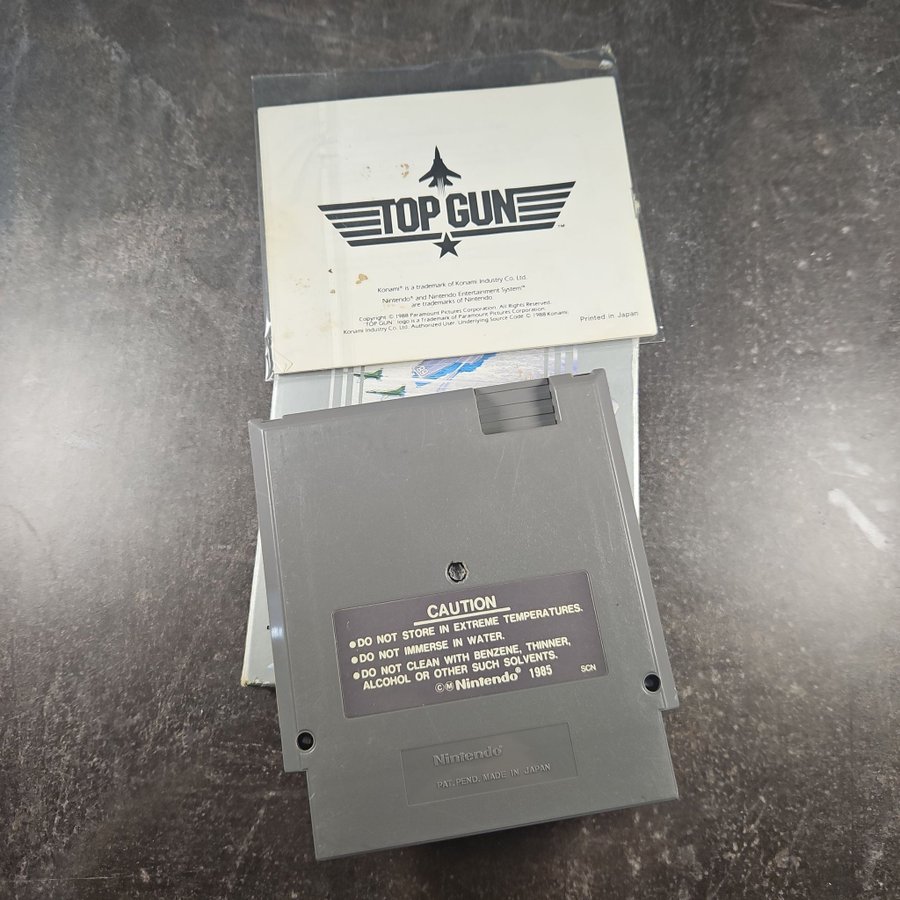 TOP GUN™
Konami® is a trademark of Konami Industry Co. Ltd.
Nintendo® and Nintendo Entertainment System™
are trademarks of Nintendo.
Copyright © 1988 Paramount Pictures Corporation. All Rights Reserved.
"TOP GUN" logo is a Trademark of Paramount Pictures Corporation.
Konami Industry Co. Ltd. Authorized User. Underlying Source Code © 1988 Konami
Printed in Japan
CAUTION
●DO NOT STORE IN EXTREME TEMPERATURES.
●DO NOT IMMERSE IN WATER.
●DO NOT CLEAN WITH BENZENE, THINNER,
ALCOHOL OR OTHER SUCH SOLVENTS.
©Ⓜ Nintendo® 1985
SCN
Nintendo®
PAT. PEND. MADE IN JAPAN